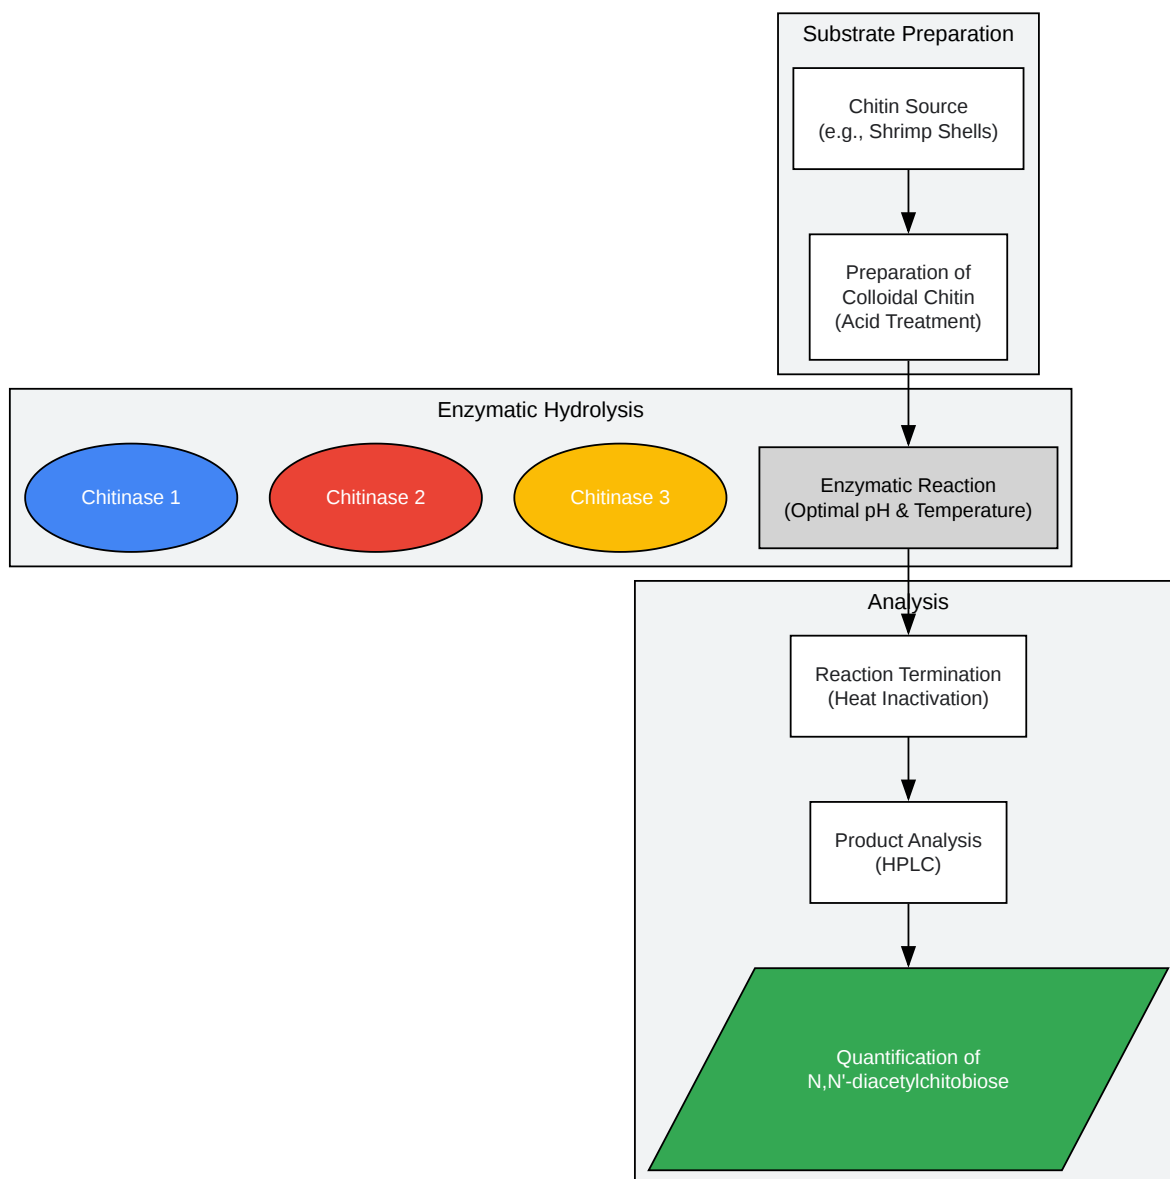 Substrate Preparation
Chitin Source
(e.g., Shrimp Shells)
Preparation of
Colloidal Chitin
(Acid Treatment)
Enzymatic Hydrolysis
Chitinase 1
Chitinase 2
Chitinase 3
Enzymatic Reaction
(Optimal pH & Temperature)
Analysis
Reaction Termination
(Heat Inactivation)
Product Analysis
(HPLC)
Quantification of
N,N'-diacetylchitobiose